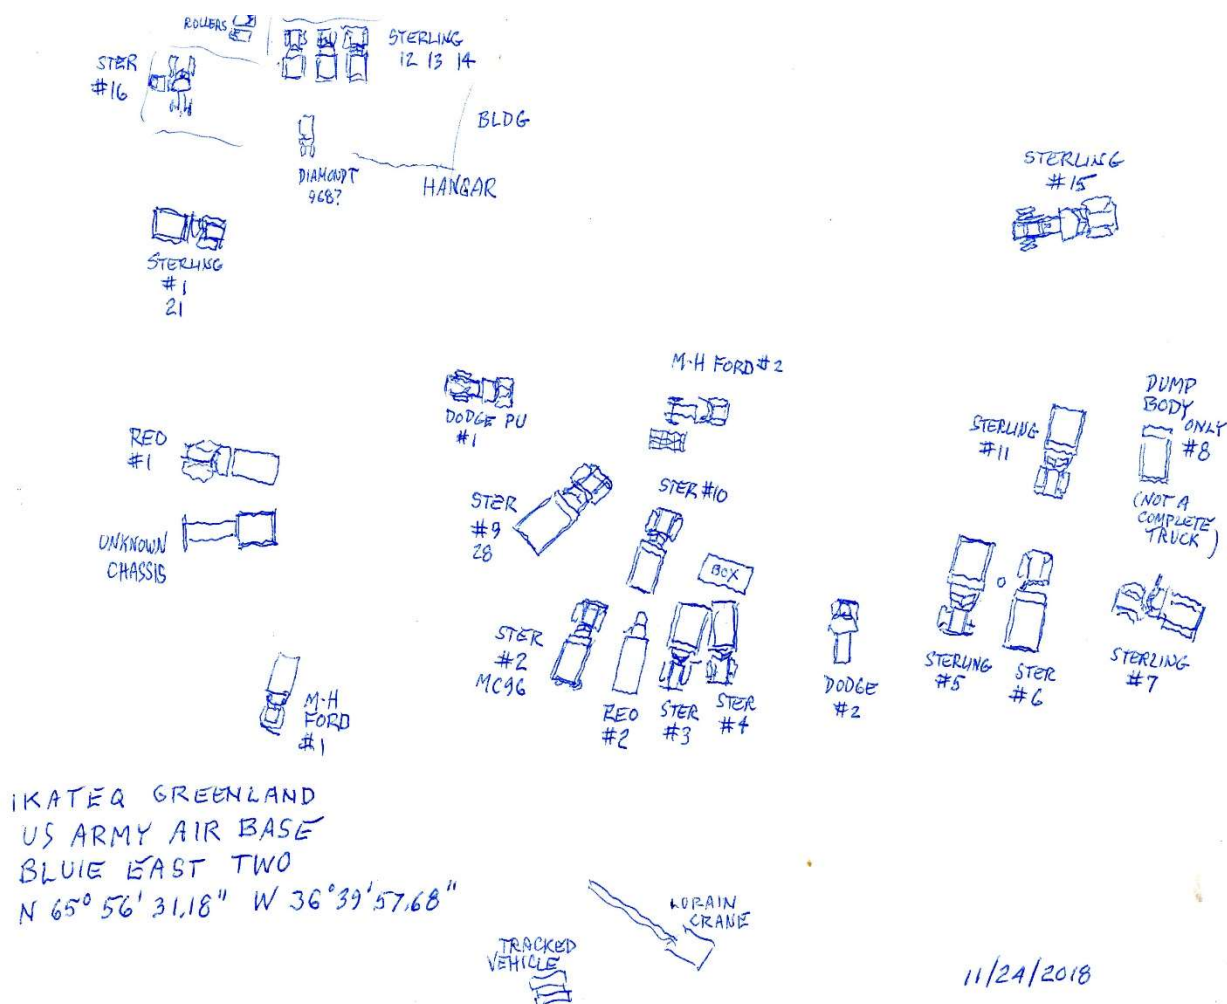 ROLLERS
STERLING
12 13 14
STER
#16
BLDG
DIAMONDT
968?
HANGAR
STERLING
#15
STERLING
#1
21
M-H FORD #2
DODGE PU
#1
DUMP
BODY
ONLY
#8
(NOT A
COMPLETE
TRUCK)
STERLING
#11
REO
#1
STER #10
STER
#9
28
UNKNOWN
CHASSIS
BOX
STER
#2
MC96
M-H
FORD
#1
REO
#2
STER
#3
STER
#4
DODGE
#2
STERLING
#5
STER
#6
STERLING
#7
IKATEQ GREENLAND
US ARMY AIR BASE
BLUIE EAST TWO
N 65° 56' 31.18" W 36°39'57.68"
LORAIN
CRANE
TRACKED
VEHICLE
11/24/2018